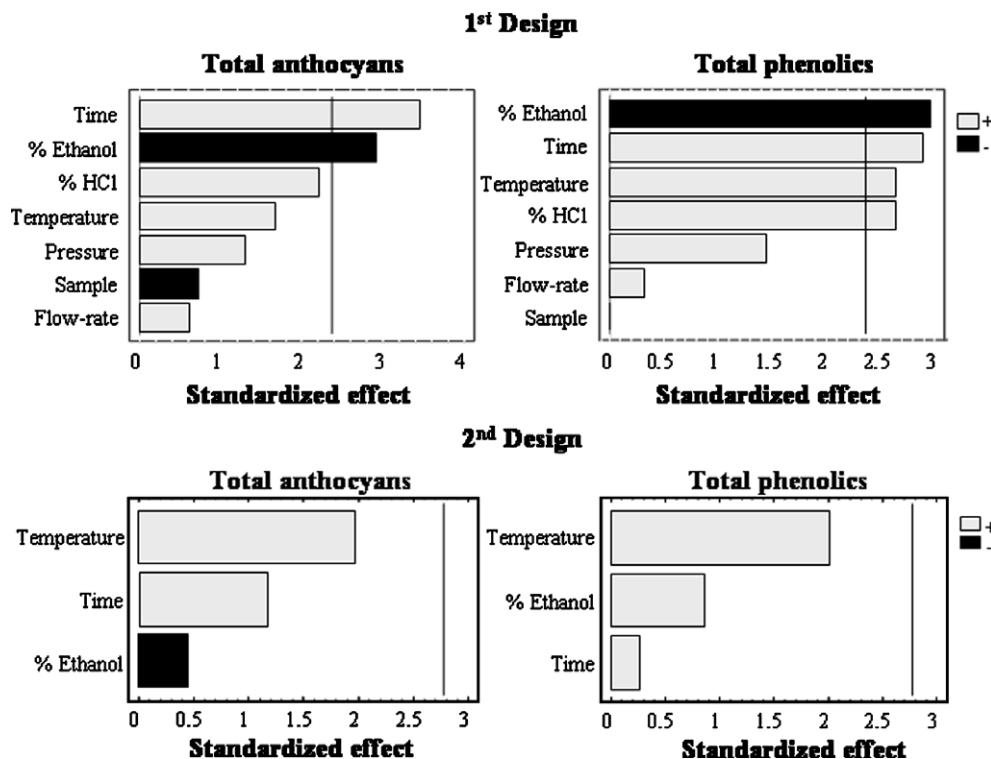 1st Design
Total anthocyans
Time
% Ethanol
% HCl
Temperature
Pressure
Sample
Flow-rate
0 1 2 3 4
Standardized effect
Total phenolics
% Ethanol
Time
Temperature
% HCl
Pressure
Flow-rate
Sample
0 0.5 1 1.5 2 2.5 3
Standardized effect
+
-
2nd Design
Total anthocyans
Temperature
Time
% Ethanol
0 0.5 1 1.5 2 2.5 3
Standardized effect
Total phenolics
Temperature
% Ethanol
Time
0 0.5 1 1.5 2 2.5 3
Standardized effect
+
-